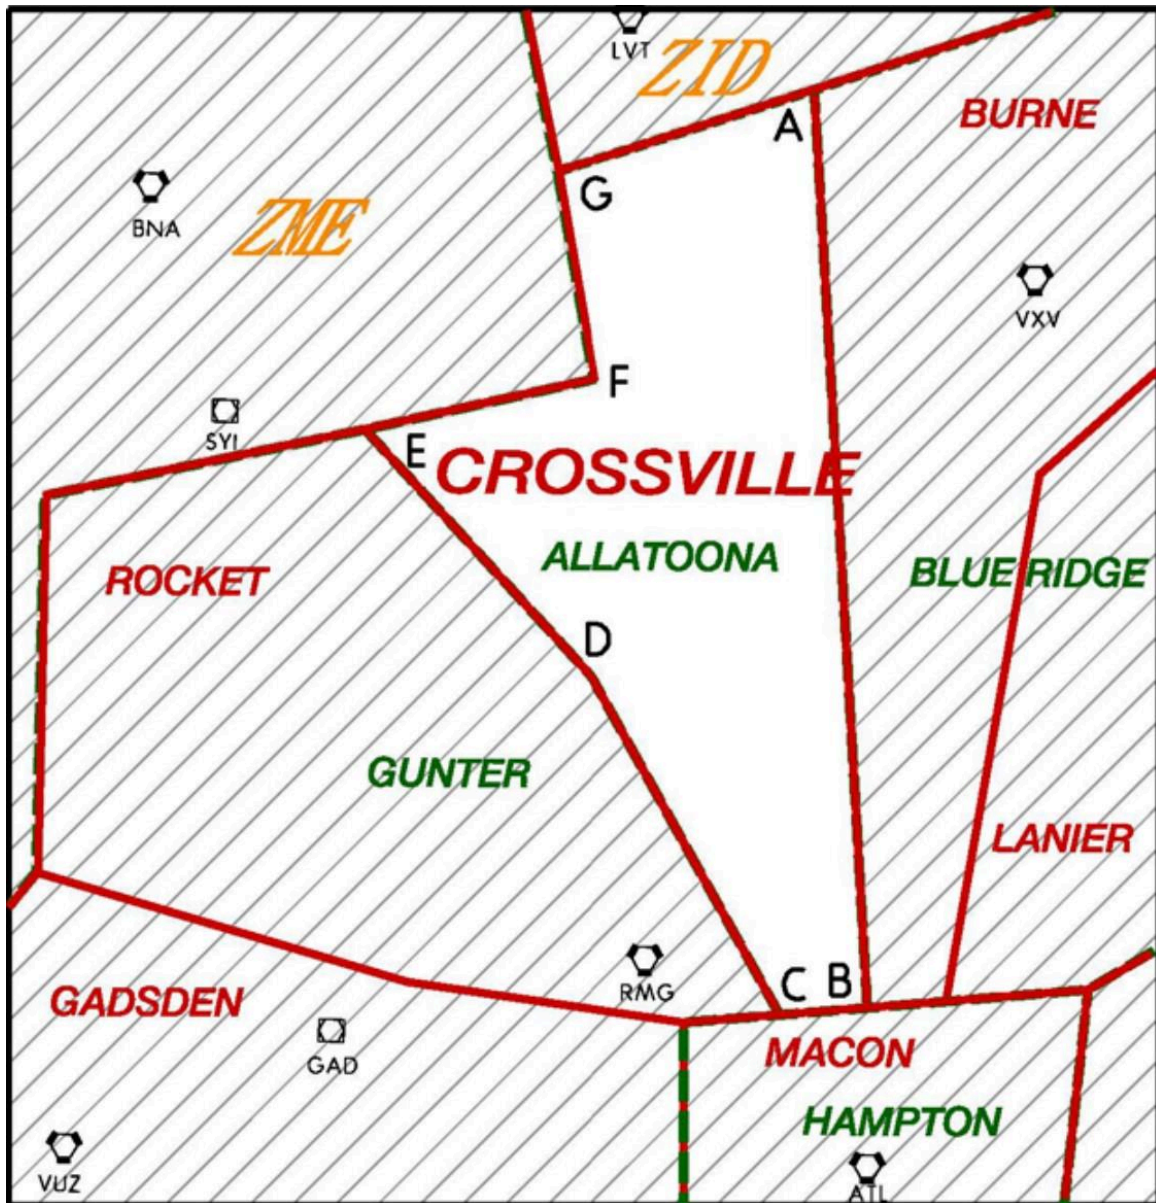 LVT
ZID
BURNE
A
G
BNA
ZME
VXV
F
SYI
E
CROSSVILLE
ALLATOONA
ROCKET
BLUE RIDGE
D
GUNTER
LANIER
RMG
C
B
GADSDEN
GAD
MACON
HAMPTON
VUZ
ATL